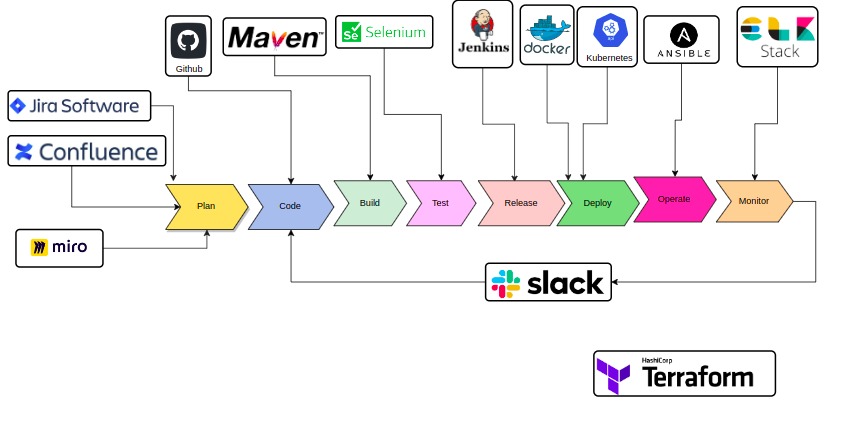 Github
Maven™
Se Selenium
Jenkins
docker
Kubernetes
ANSIBLE
ELK
Stack
Jira Software
Confluence
miro
Plan
Code
Build
Test
Release
Deploy
Operate
Monitor
slack
HashiCorp
Terraform